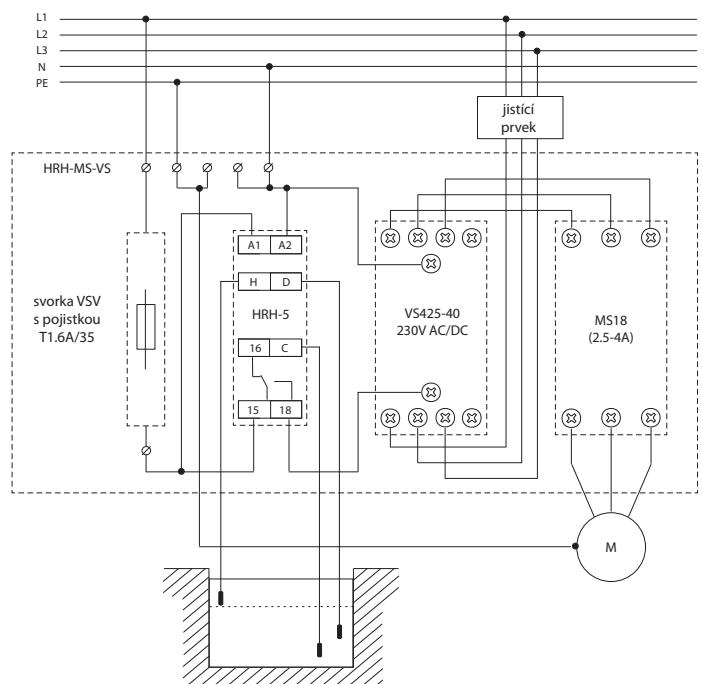 L1
L2
L3
N
PE
jistící
prvek
HRH-MS-VS
A1 A2
H D
HRH-5
16 C
15 18
svorka VSV
s pojistkou
T1.6A/35
VS425-40
230V AC/DC
MS18
(2.5-4A)
M